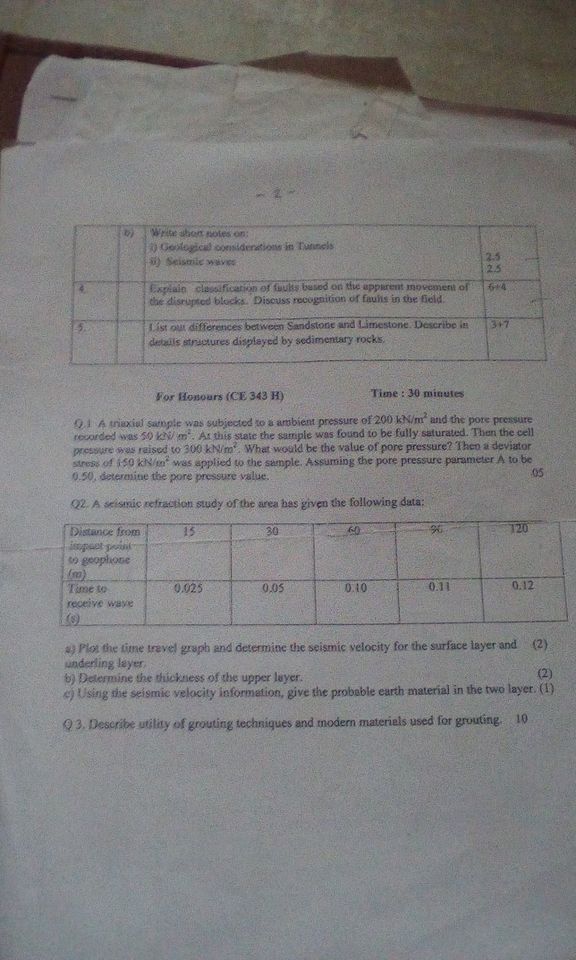 - 2 -
b) Write short notes on:
i) Geological considerations in Tunnels
ii) Seismic waves
2.5
2.5
4. Explain classification of faults based on the apparent movement of
the disrupted blocks. Discuss recognition of faults in the field.
6+4
5. List out differences between Sandstone and Limestone. Describe in
details structures displayed by sedimentary rocks.
3+7
For Honours (CE 343 H) Time : 30 minutes
Q.1 A triaxial sample was subjected to a ambient pressure of 200 kN/m² and the pore pressure
recorded was 50 kN/ m². At this state the sample was found to be fully saturated. Then the cell
pressure was raised to 300 kN/m². What would be the value of pore pressure? Then a deviator
stress of 150 kN/m² was applied to the sample. Assuming the pore pressure parameter A to be
0.50, determine the pore pressure value. 05
Q2. A seismic refraction study of the area has given the following data:
Distance from 15 30 60 90 120
impact point
to geophone
(m)
Time to 0.025 0.05 0.10 0.11 0.12
receive wave
(s)
a) Plot the time travel graph and determine the seismic velocity for the surface layer and (2)
underling layer.
b) Determine the thickness of the upper layer. (2)
c) Using the seismic velocity information, give the probable earth material in the two layer. (1)
Q 3. Describe utility of grouting techniques and modern materials used for grouting. 10